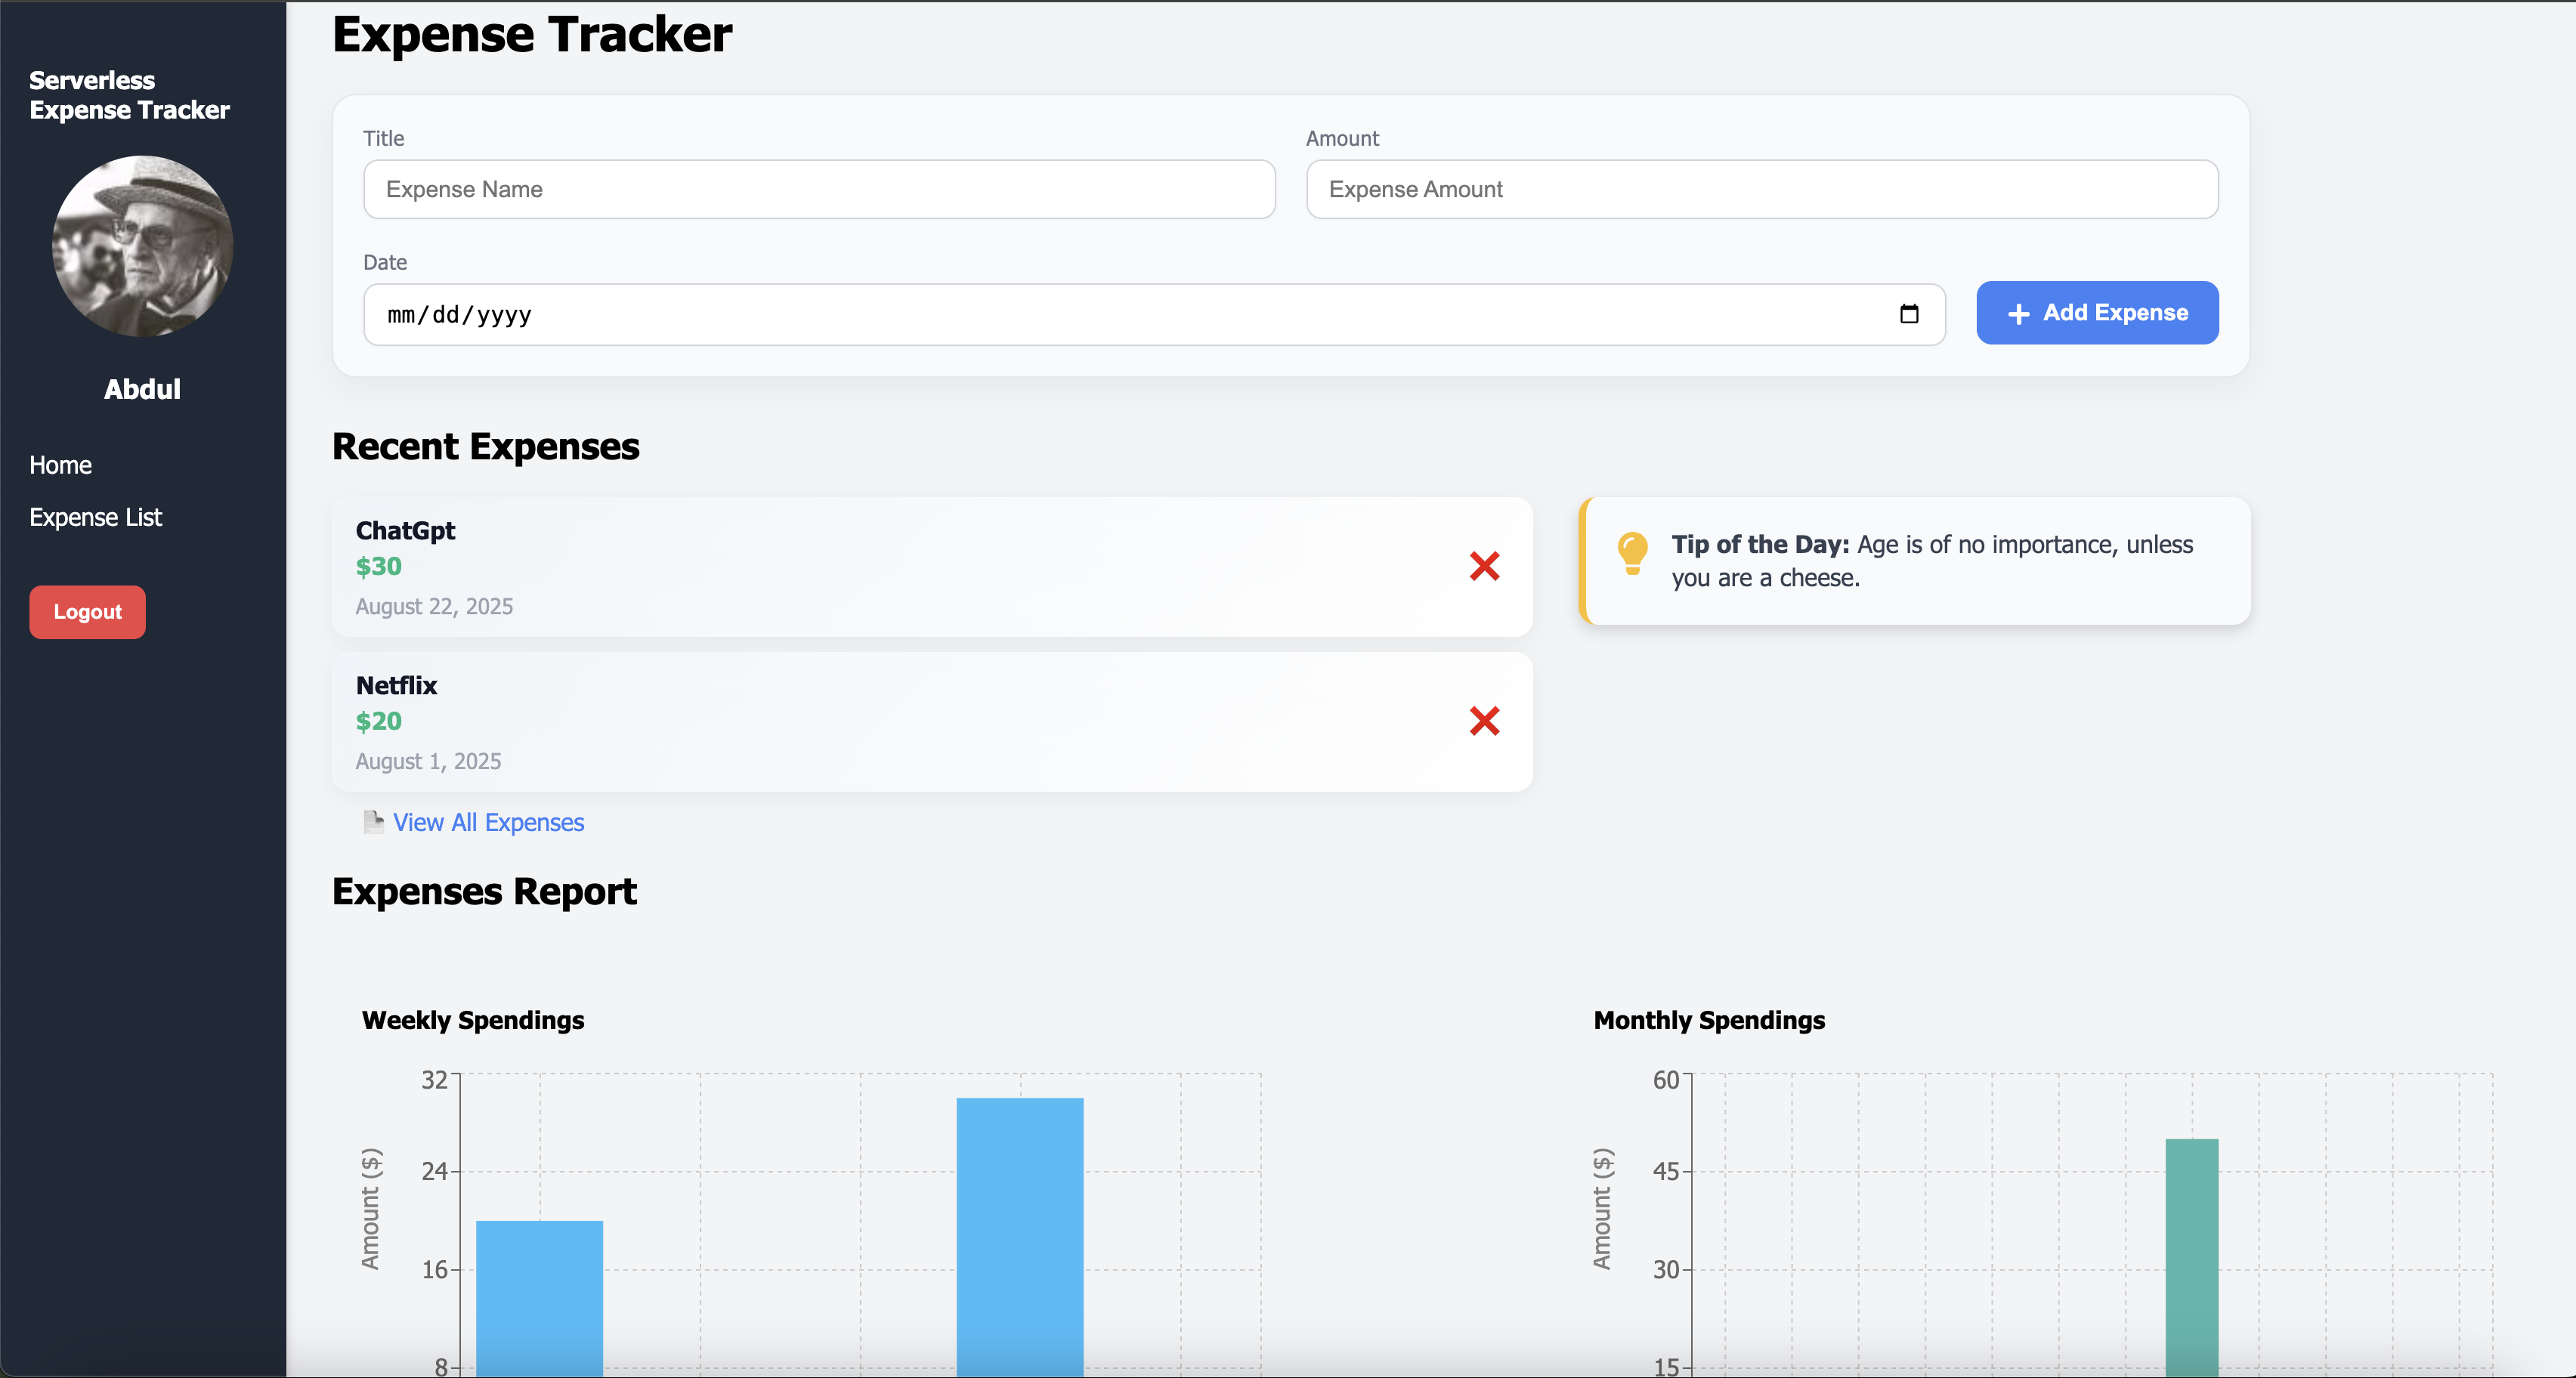 Serverless
Expense Tracker
Abdul
Home
Expense List
Logout
Expense Tracker
Title
Amount
Expense Name
Expense Amount
Date
mm/dd/yyyy
Add Expense
Recent Expenses
ChatGpt
$30
August 22, 2025
Netflix
$20
August 1, 2025
View All Expenses
Tip of the Day: Age is of no importance, unless
you are a cheese.
Expenses Report
Weekly Spendings
32
24
16
8
Amount ($)
Monthly Spendings
60
45
30
15
Amount ($)